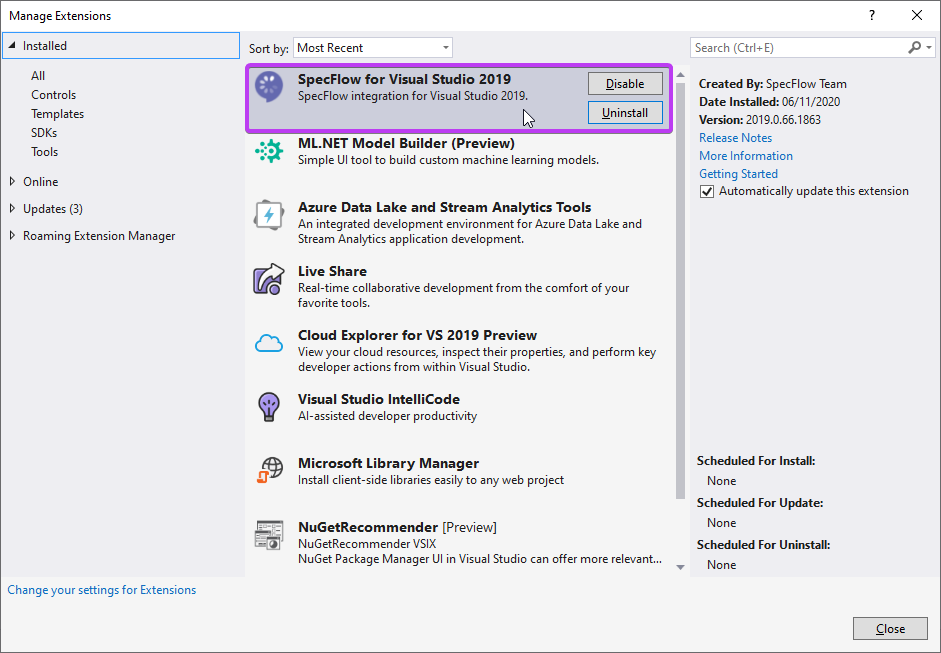 Manage Extensions
?
Installed
All
Controls
Templates
SDKs
Tools
Online
Updates (3)
Roaming Extension Manager
Sort by: Most Recent
SpecFlow for Visual Studio 2019
SpecFlow integration for Visual Studio 2019.
Disable
Uninstall
ML.NET Model Builder (Preview)
Simple UI tool to build custom machine learning models.
Azure Data Lake and Stream Analytics Tools
An integrated development environment for Azure Data Lake and
Stream Analytics application development.
Live Share
Real-time collaborative development from the comfort of your
favorite tools.
Cloud Explorer for VS 2019 Preview
View your cloud resources, inspect their properties, and perform key
developer actions from within Visual Studio.
Visual Studio IntelliCode
AI-assisted developer productivity
Microsoft Library Manager
Install client-side libraries easily to any web project
NuGetRecommender [Preview]
NuGetRecommender VSIX
NuGet Package Manager UI in Visual Studio can offer more relevant...
Search (Ctrl+E)
Created By: SpecFlow Team
Date Installed: 06/11/2020
Version: 2019.0.66.1863
Release Notes
More Information
Getting Started
Automatically update this extension
Scheduled For Install:
None
Scheduled For Update:
None
Scheduled For Uninstall:
None
Change your settings for Extensions
Close